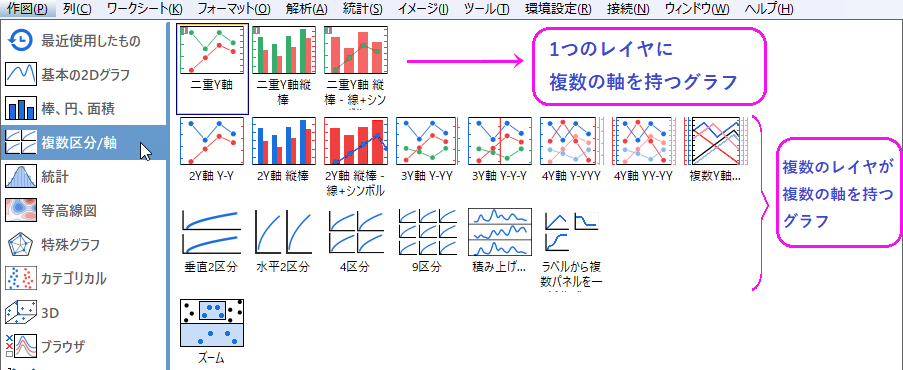 作図(P) 列(C) ワークシート(K) フォーマット(O) 解析(A) 統計(S) イメージ(I) ツール(T) 環境設定(R) 接続(N) ウィンドウ(W) ヘルプ(H)
最近使用したもの
基本の2Dグラフ
棒、円、面積
複数区分/軸
統計
等高線図
特殊グラフ
カテゴリカル
3D
ブラウザ
二重Y軸
二重Y軸縦
棒
二重Y軸 縦
棒 - 線+シン
1つのレイヤに
複数の軸を持つグラフ
2Y軸 Y-Y
2Y軸 縦棒
2Y軸 縦棒 -
線+シンボル
3Y軸 Y-YY
3Y軸 Y-Y-Y
4Y軸 Y-YYY
4Y軸 YY-YY
複数Y軸...
複数のレイヤが
複数の軸を持つ
グラフ
垂直2区分
水平2区分
4区分
9区分
積み上げ...
ラベルから複
数パネルを一
ズーム